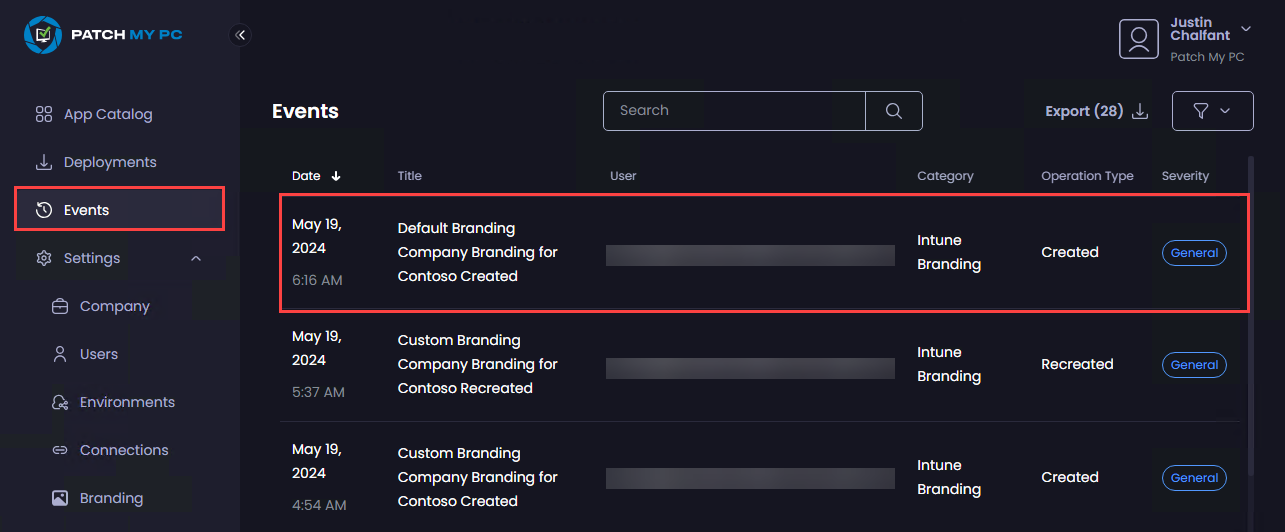 PATCH MY PC
App Catalog
Deployments
Events
Settings
Company
Users
Environments
Connections
Branding
Justin
Chalfant
Patch My PC
Events
Search
Export (28)
Date Title User Category Operation Type Severity
May 19,
2024
6:16 AM
Default Branding
Company Branding for
Contoso Created
Intune
Branding
Created
General
May 19,
2024
5:37 AM
Custom Branding
Company Branding for
Contoso Recreated
Intune
Branding
Recreated
General
May 19,
2024
4:54 AM
Custom Branding
Company Branding for
Contoso Created
Intune
Branding
Created
General